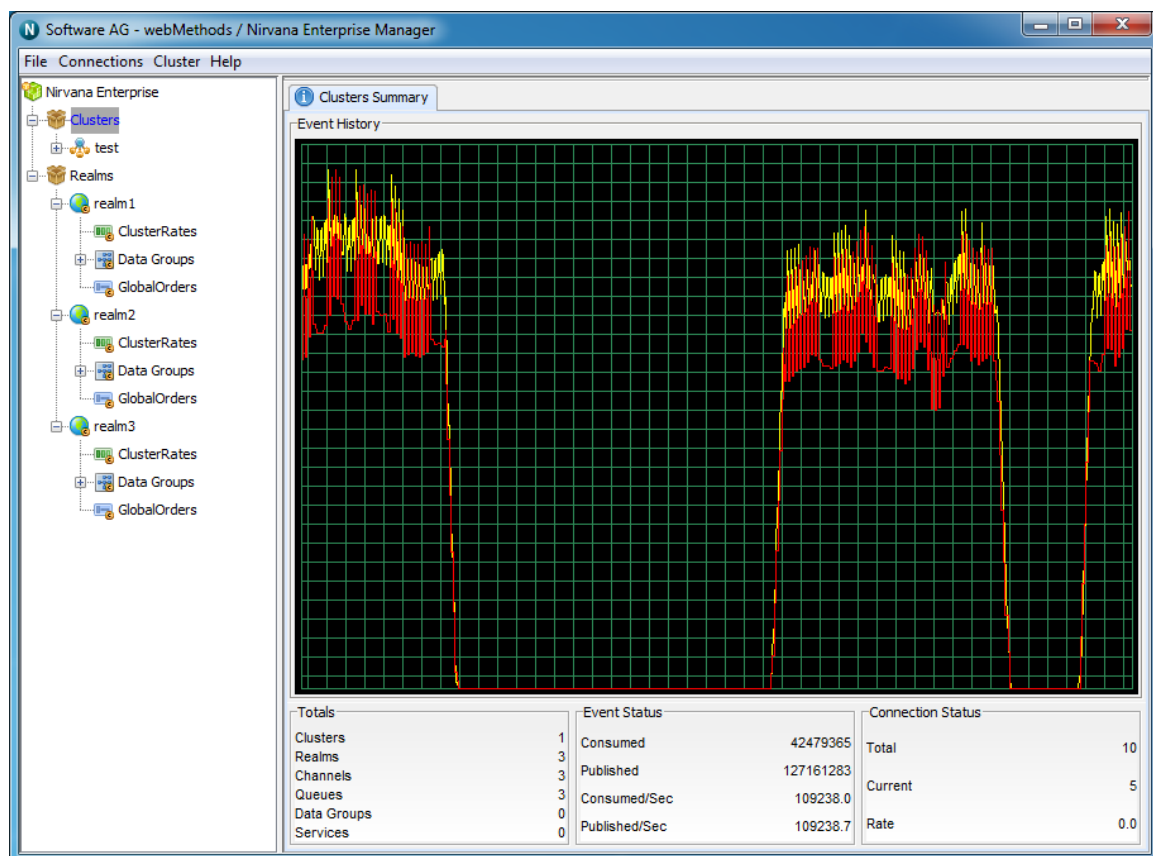 Software AG - webMethods / Nirvana Enterprise Manager
File Connections Cluster Help
Nirvana Enterprise
Clusters
test
Realms
realm1
ClusterRates
Data Groups
GlobalOrders
realm2
ClusterRates
Data Groups
GlobalOrders
realm3
ClusterRates
Data Groups
GlobalOrders
Clusters Summary
Event History
Totals
Clusters 1
Realms 3
Channels 3
Queues 3
Data Groups 0
Services 0
Event Status
Consumed 42479365
Published 127161283
Consumed/Sec 109238.0
Published/Sec 109238.7
Connection Status
Total 10
Current 5
Rate 0.0